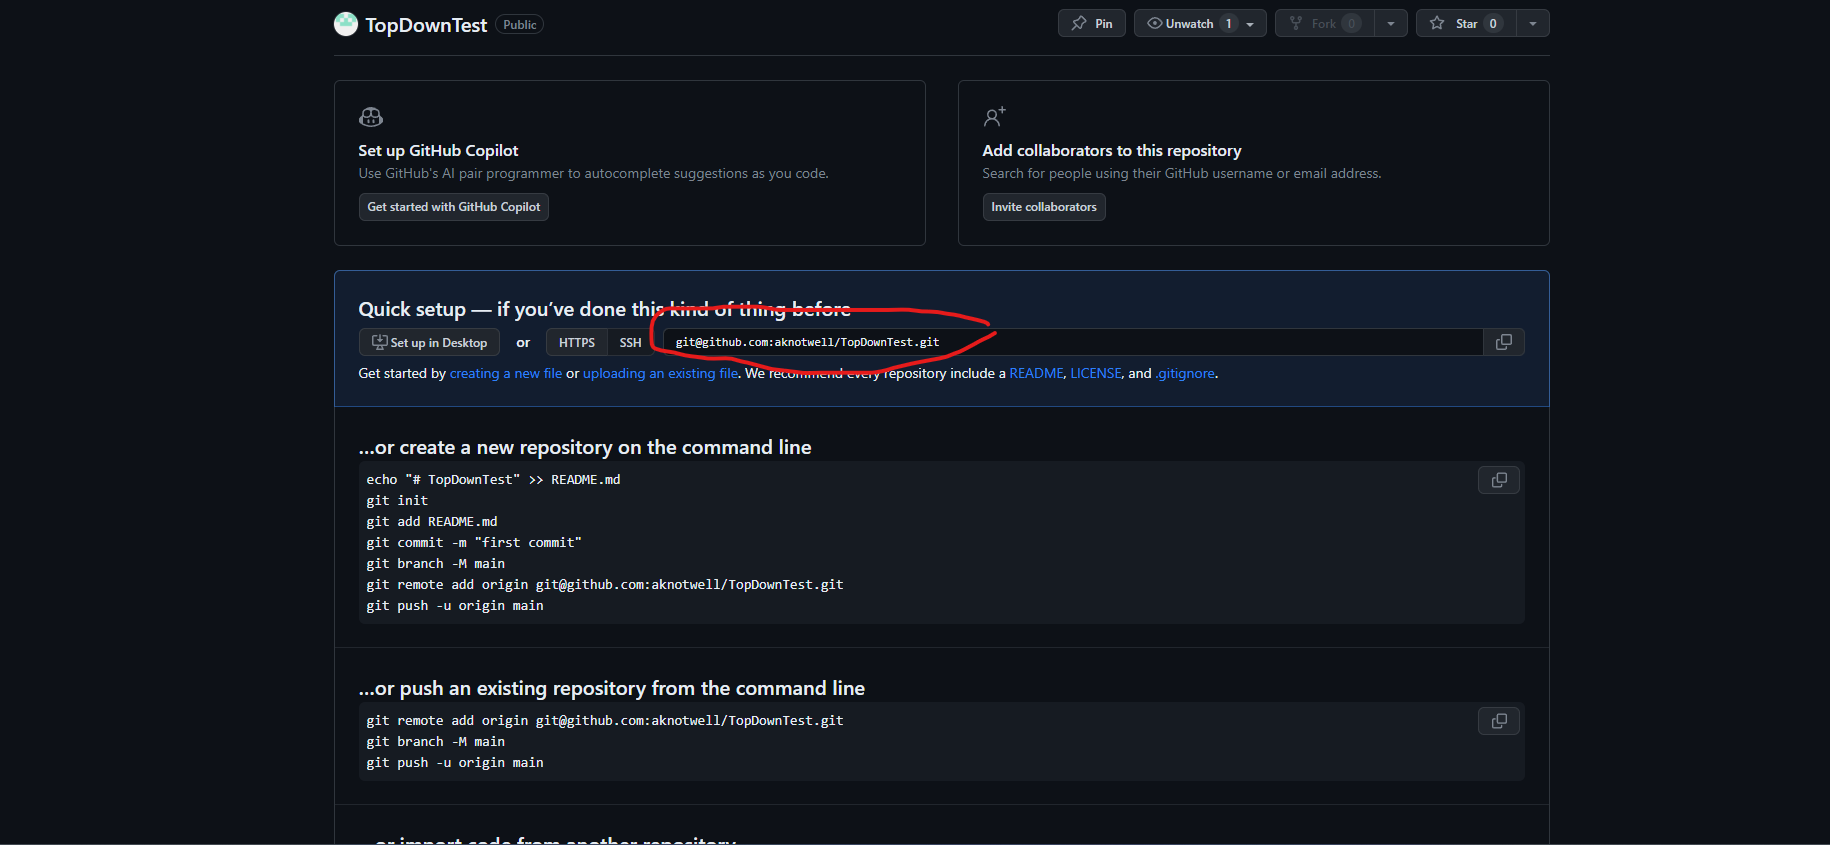 TopDownTest Public
Pin Unwatch 1 Fork 0 Star 0
Set up GitHub Copilot
Use GitHub's AI pair programmer to autocomplete suggestions as you code.
Get started with GitHub Copilot
Add collaborators to this repository
Search for people using their GitHub username or email address.
Invite collaborators
Quick setup — if you’ve done this kind of thing before
Set up in Desktop or HTTPS SSH git@github.com:aknotwell/TopDownTest.git
Get started by creating a new file or uploading an existing file. We recommend every repository include a README, LICENSE, and .gitignore.
…or create a new repository on the command line
echo "# TopDownTest" >> README.md
git init
git add README.md
git commit -m "first commit"
git branch -M main
git remote add origin git@github.com:aknotwell/TopDownTest.git
git push -u origin main
…or push an existing repository from the command line
git remote add origin git@github.com:aknotwell/TopDownTest.git
git branch -M main
git push -u origin main
…or import code from another repository